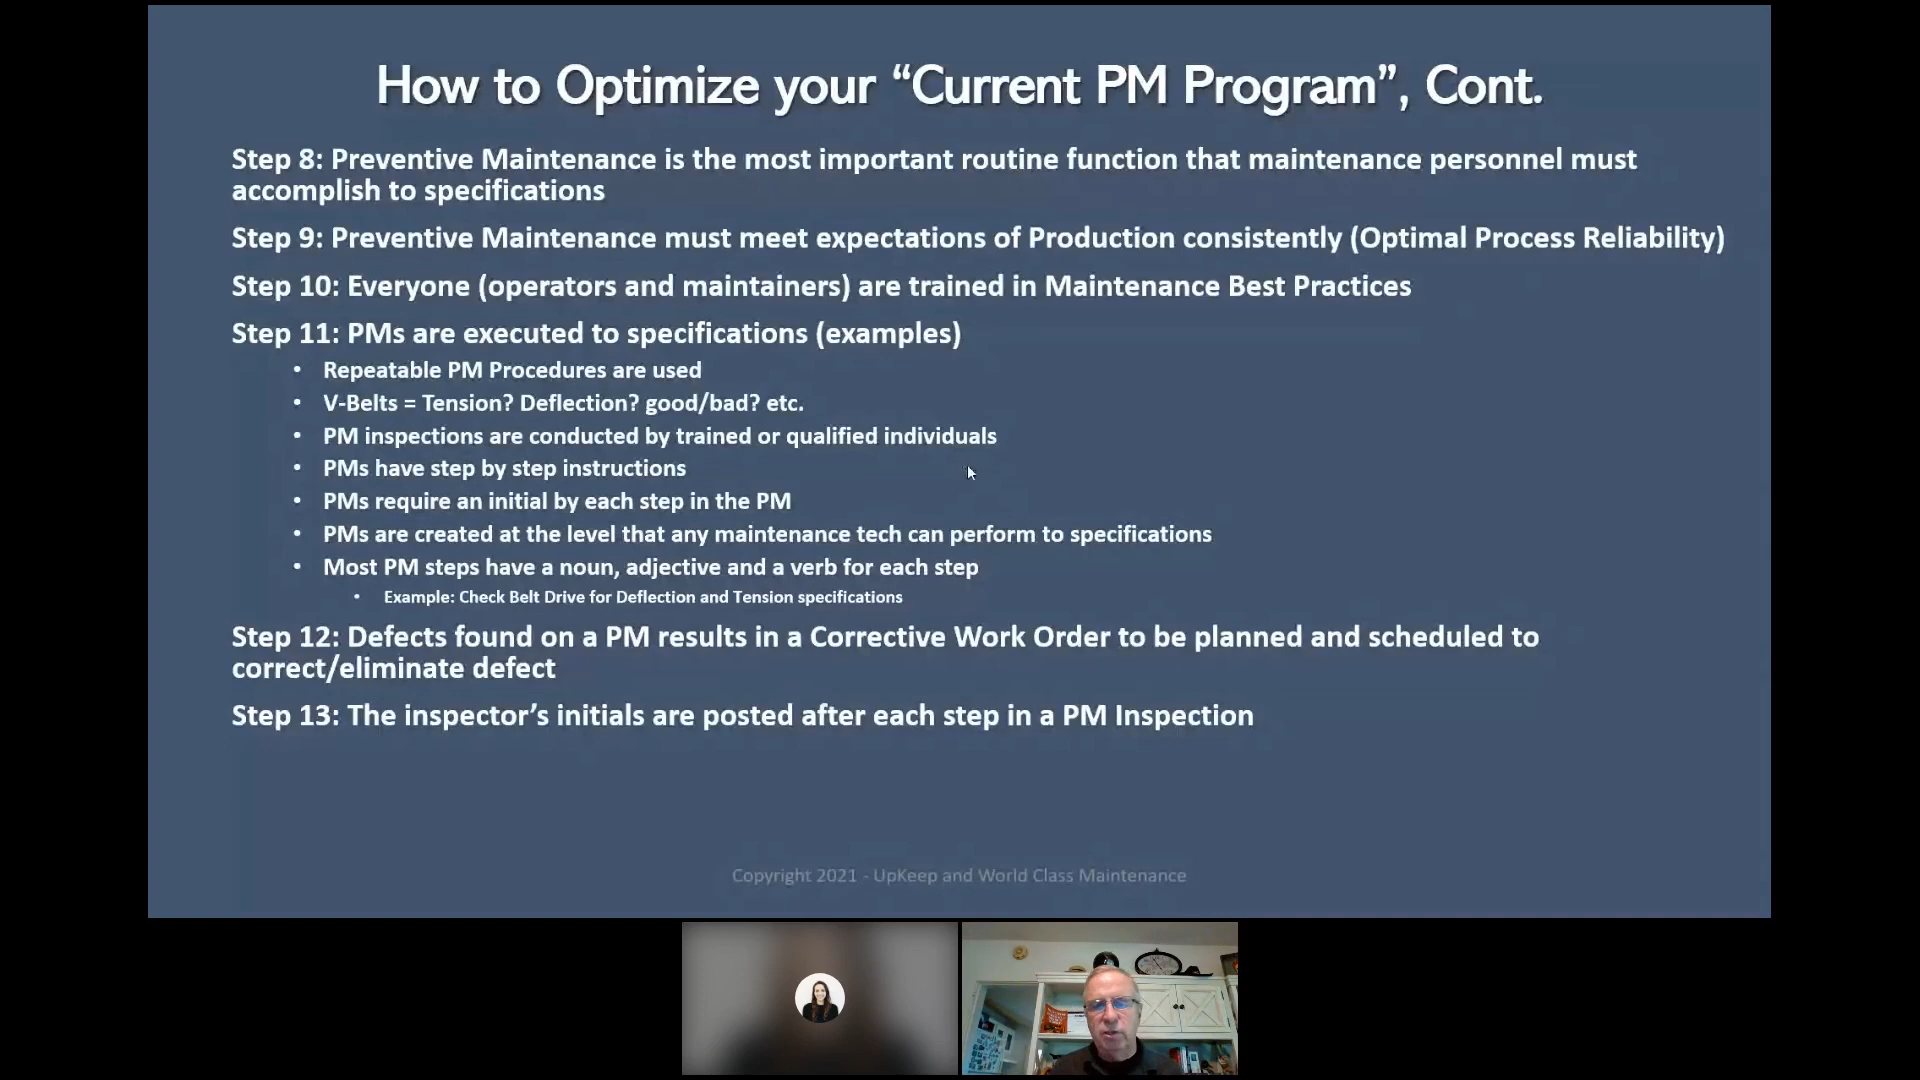 How to Optimize your “Current PM Program”, Cont.
Step 8: Preventive Maintenance is the most important routine function that maintenance personnel must
accomplish to specifications
Step 9: Preventive Maintenance must meet expectations of Production consistently (Optimal Process Reliability)
Step 10: Everyone (operators and maintainers) are trained in Maintenance Best Practices
Step 11: PMs are executed to specifications (examples)
• Repeatable PM Procedures are used
• V-Belts = Tension? Deflection? good/bad? etc.
• PM inspections are conducted by trained or qualified individuals
• PMs have step by step instructions
• PMs require an initial by each step in the PM
• PMs are created at the level that any maintenance tech can perform to specifications
• Most PM steps have a noun, adjective and a verb for each step
• Example: Check Belt Drive for Deflection and Tension specifications
Step 12: Defects found on a PM results in a Corrective Work Order to be planned and scheduled to
correct/eliminate defect
Step 13: The inspector’s initials are posted after each step in a PM Inspection
Copyright 2021 - UpKeep and World Class Maintenance